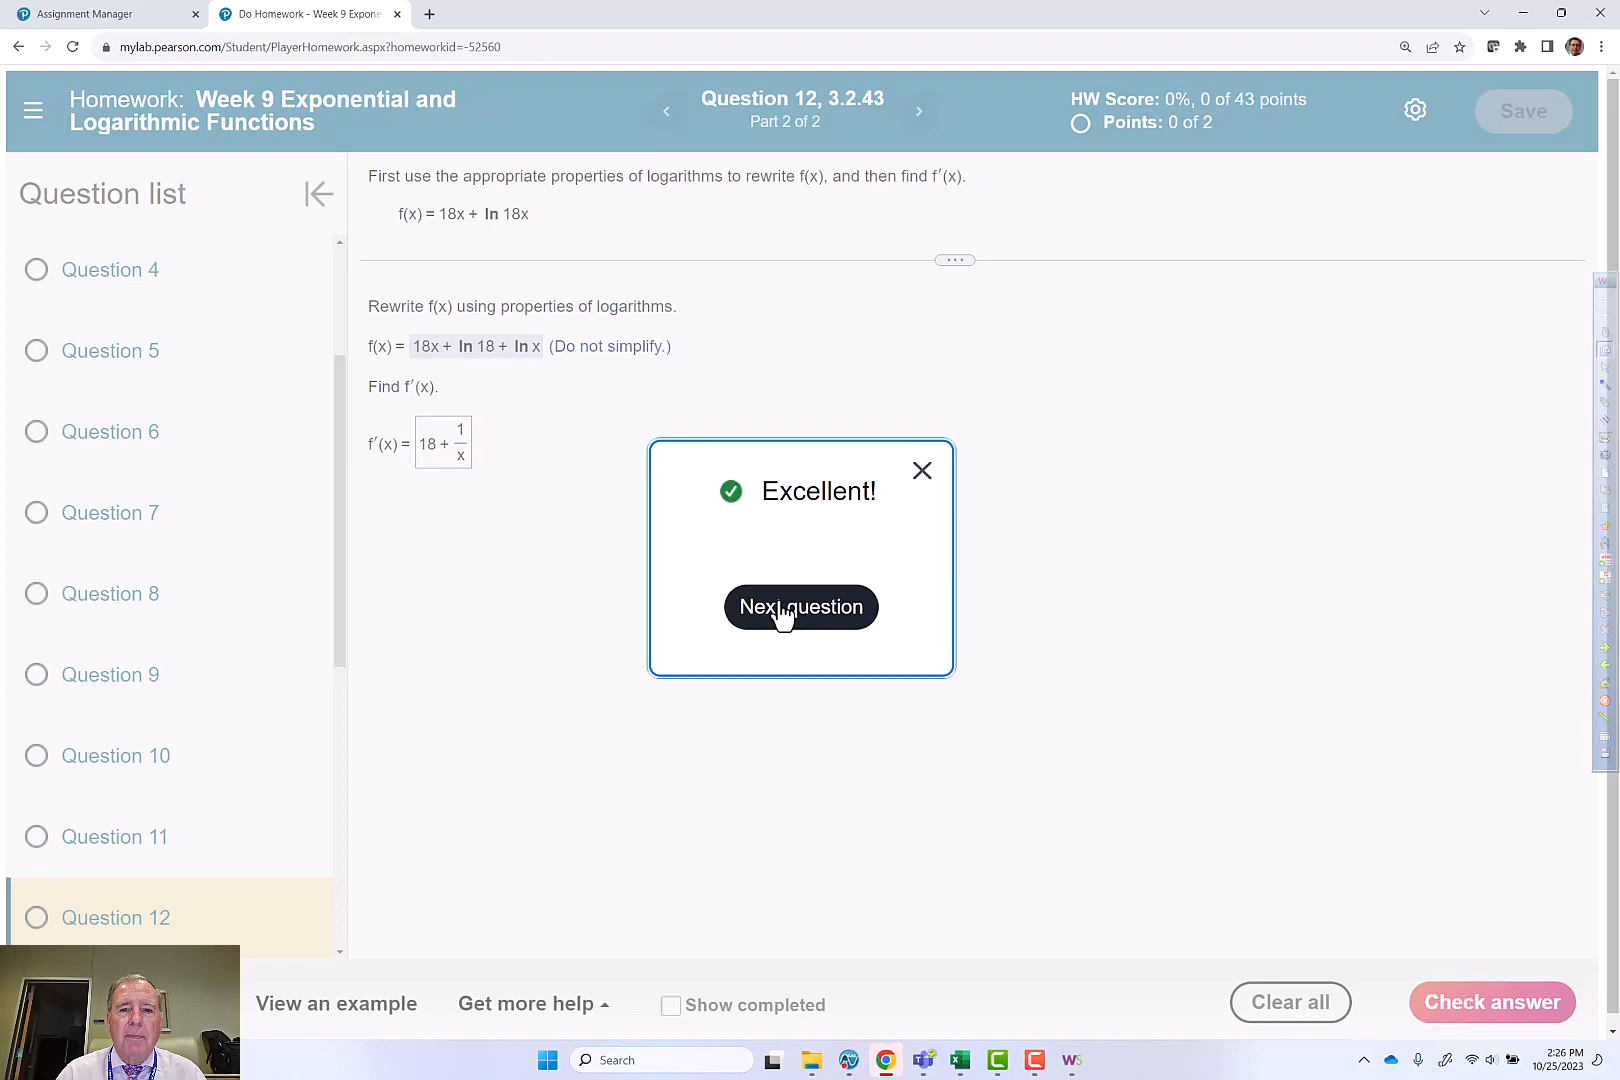 Assignment Manager
Do Homework - Week 9 Expone
mylab.pearson.com/Student/PlayerHomework.aspx?homeworkid=-52560
Homework: Week 9 Exponential and
Logarithmic Functions
Question 12, 3.2.43
Part 2 of 2
HW Score: 0%, 0 of 43 points
Points: 0 of 2
Save
Question list
Question 4
Question 5
Question 6
Question 7
Question 8
Question 9
Question 10
Question 11
Question 12
First use the appropriate properties of logarithms to rewrite f(x), and then find f′(x).
f(x) = 18x + ln 18x
Rewrite f(x) using properties of logarithms.
f(x) = 18x + ln 18 + ln x (Do not simplify.)
Find f′(x).
f′(x) = 18 + 1/x
Excellent!
Next question
View an example
Get more help
Show completed
Clear all
Check answer
Search
2:26 PM
10/25/2023